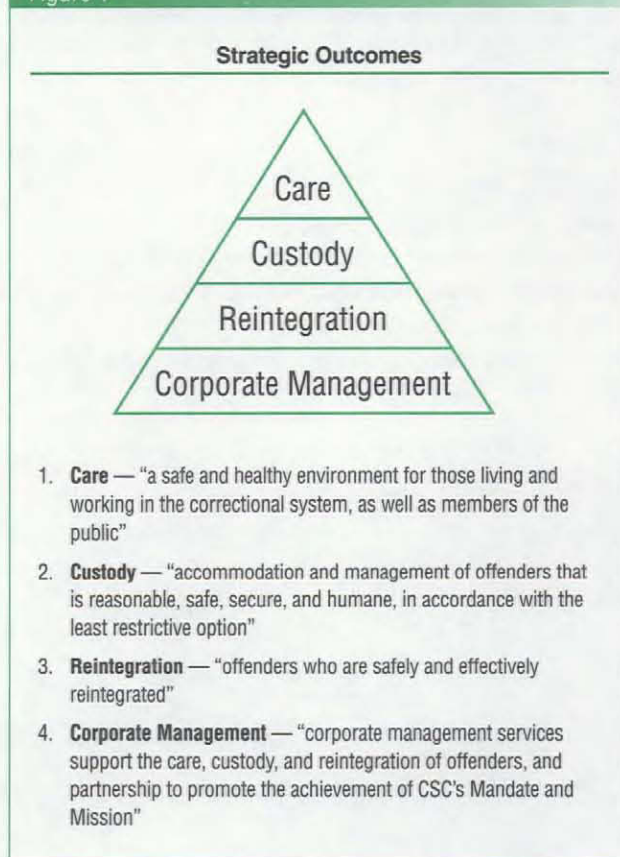 Strategic Outcomes
Care
Custody
Reintegration
Corporate Management
1. Care — “a safe and healthy environment for those living and
working in the correctional system, as well as members of the
public”
2. Custody — “accommodation and management of offenders that
is reasonable, safe, secure, and humane, in accordance with the
least restrictive option”
3. Reintegration — “offenders who are safely and effectively
reintegrated”
4. Corporate Management — “corporate management services
support the care, custody, and reintegration of offenders, and
partnership to promote the achievement of CSC’s Mandate and
Mission”